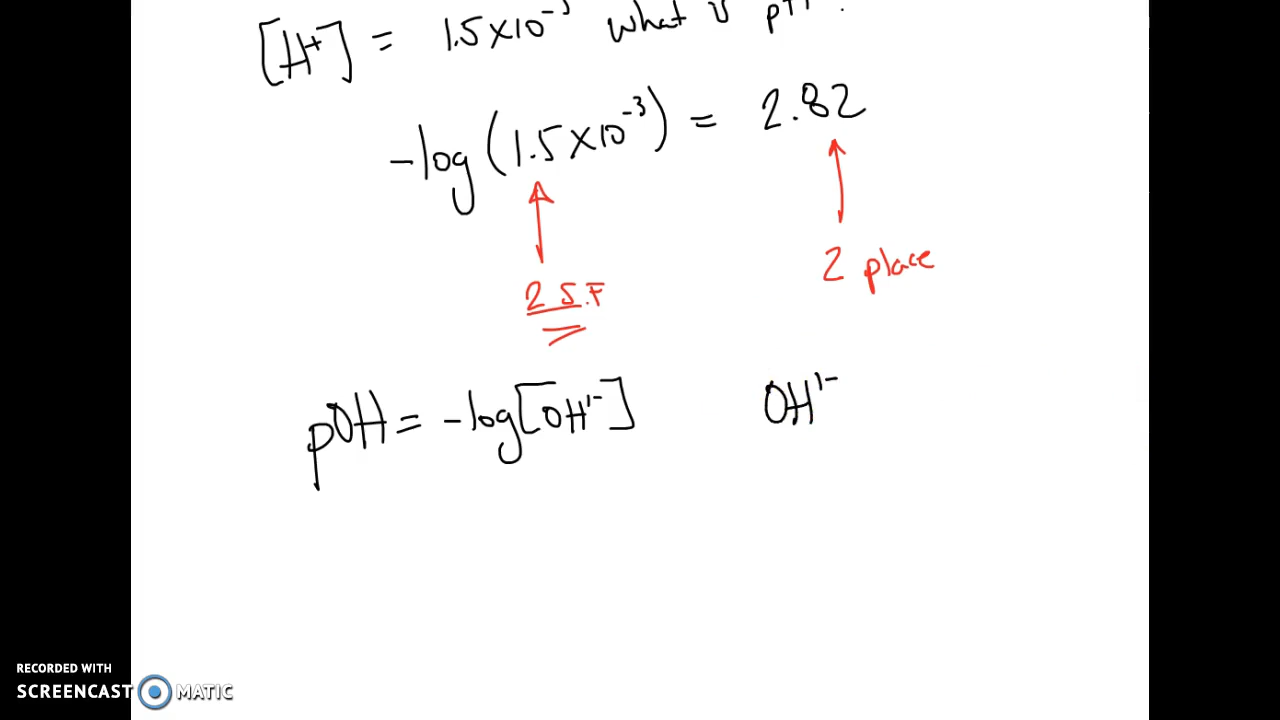 [H+] = 1.5x10⁻³ what is pH?
-log(1.5x10⁻³) = 2.82
2 S.F
2 place
pOH = -log[OH¹⁻] OH¹⁻
RECORDED WITH
SCREENCAST MATIC